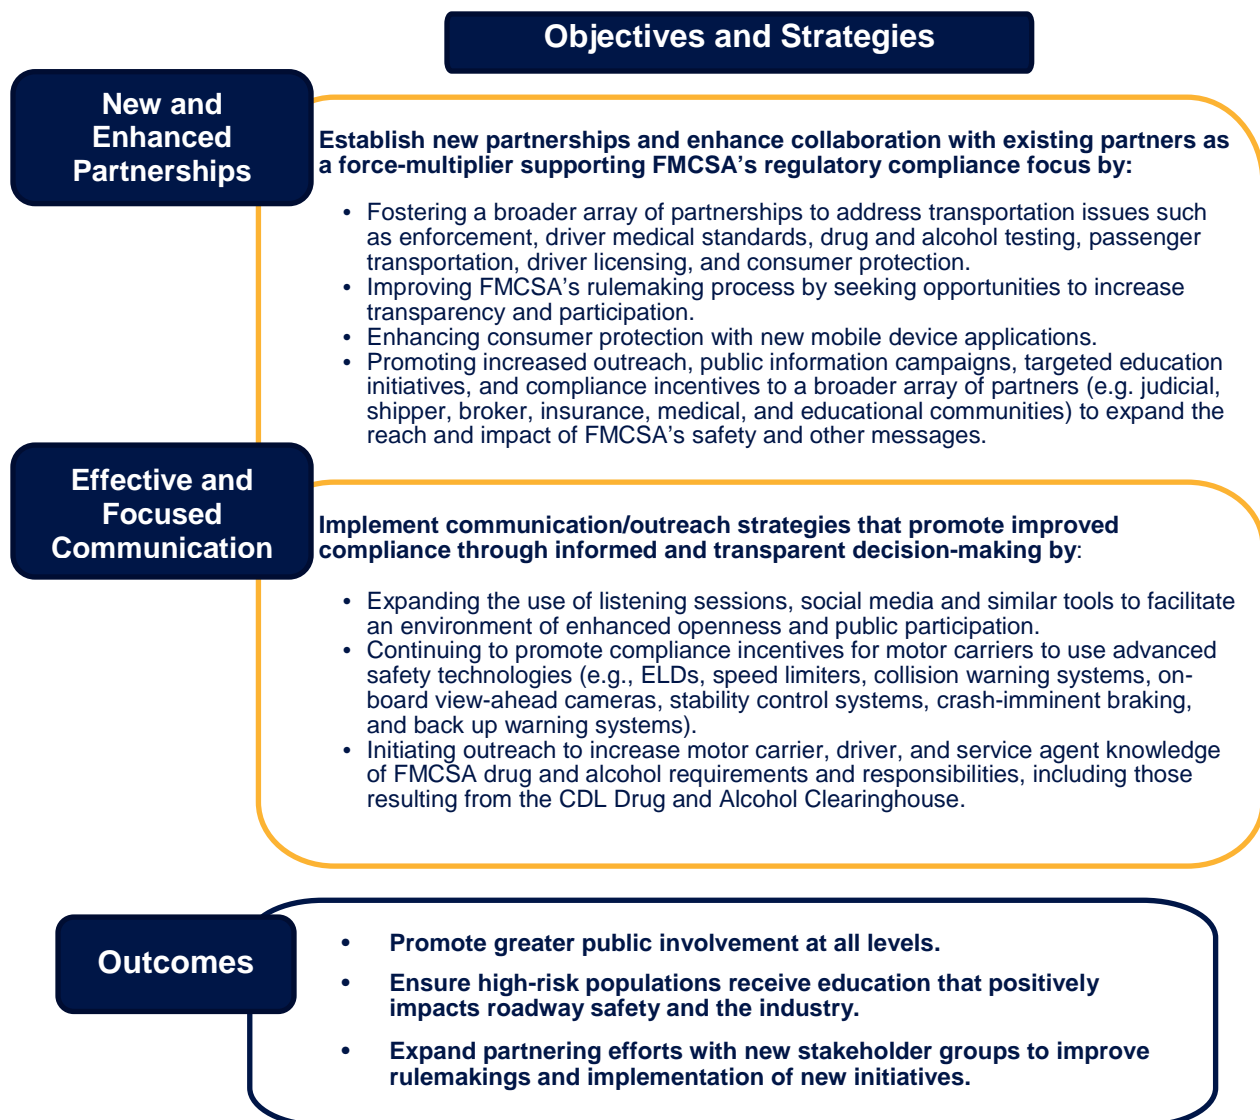 Objectives and Strategies
New and
Enhanced
Partnerships
Establish new partnerships and enhance collaboration with existing partners as
a force-multiplier supporting FMCSA’s regulatory compliance focus by:
• Fostering a broader array of partnerships to address transportation issues such
as enforcement, driver medical standards, drug and alcohol testing, passenger
transportation, driver licensing, and consumer protection.
• Improving FMCSA’s rulemaking process by seeking opportunities to increase
transparency and participation.
• Enhancing consumer protection with new mobile device applications.
• Promoting increased outreach, public information campaigns, targeted education
initiatives, and compliance incentives to a broader array of partners (e.g. judicial,
shipper, broker, insurance, medical, and educational communities) to expand the
reach and impact of FMCSA’s safety and other messages.
Effective and
Focused
Communication
Implement communication/outreach strategies that promote improved
compliance through informed and transparent decision-making by:
• Expanding the use of listening sessions, social media and similar tools to facilitate
an environment of enhanced openness and public participation.
• Continuing to promote compliance incentives for motor carriers to use advanced
safety technologies (e.g., ELDs, speed limiters, collision warning systems, on-
board view-ahead cameras, stability control systems, crash-imminent braking,
and back up warning systems).
• Initiating outreach to increase motor carrier, driver, and service agent knowledge
of FMCSA drug and alcohol requirements and responsibilities, including those
resulting from the CDL Drug and Alcohol Clearinghouse.
Outcomes
• Promote greater public involvement at all levels.
• Ensure high-risk populations receive education that positively
impacts roadway safety and the industry.
• Expand partnering efforts with new stakeholder groups to improve
rulemakings and implementation of new initiatives.